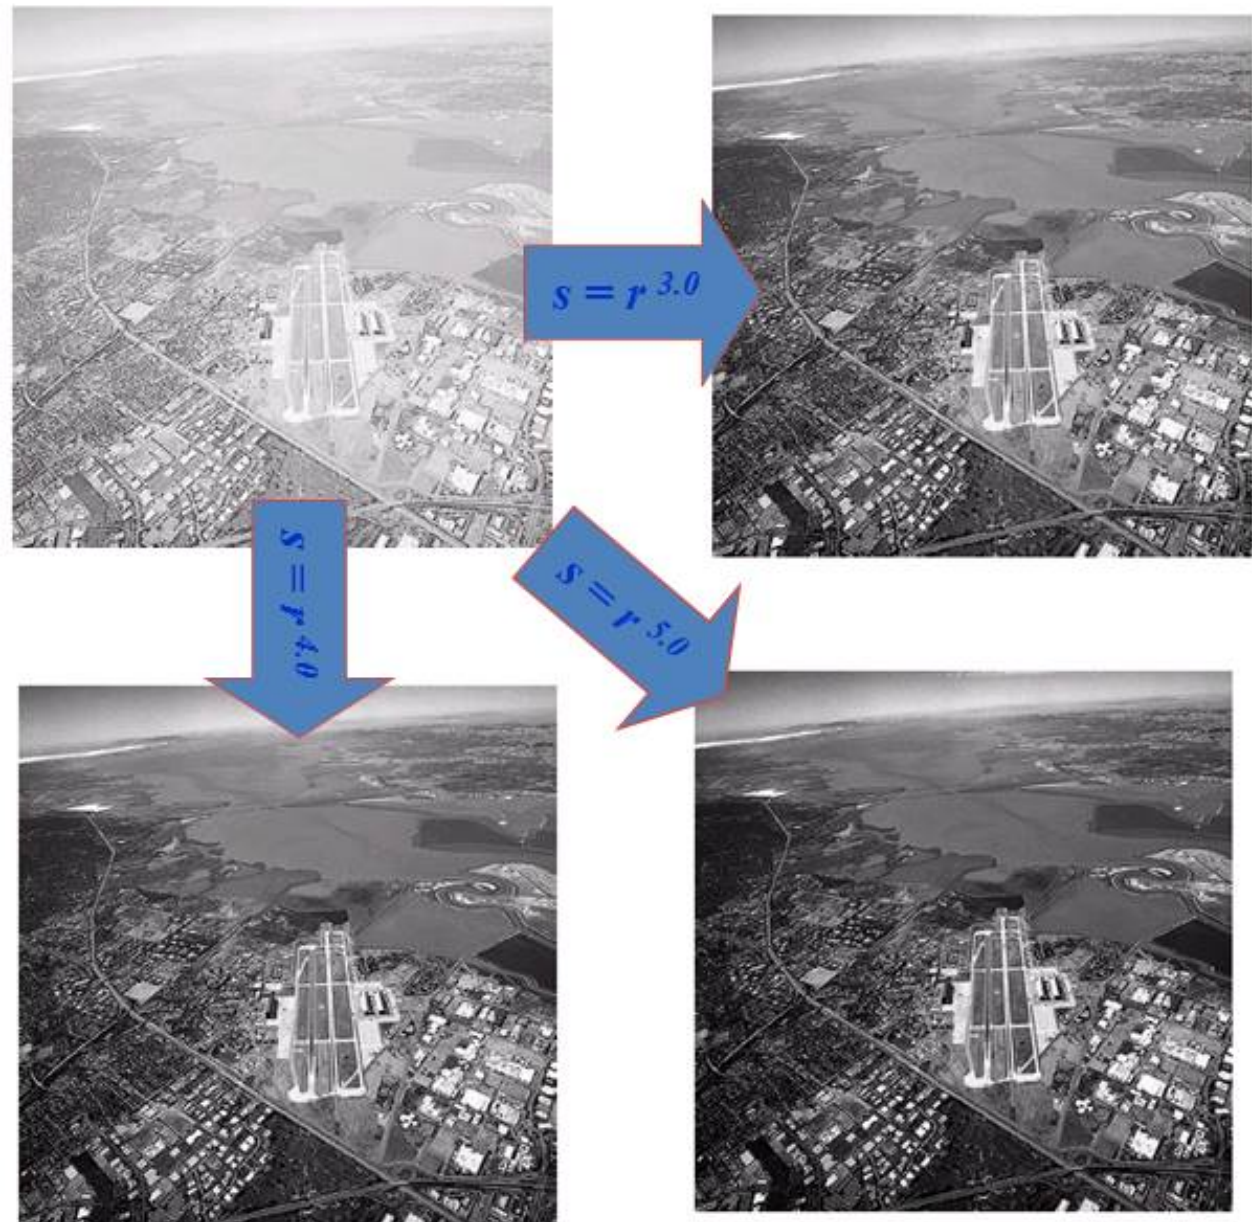 s = r 3.0
s = r 4.0
s = r 5.0